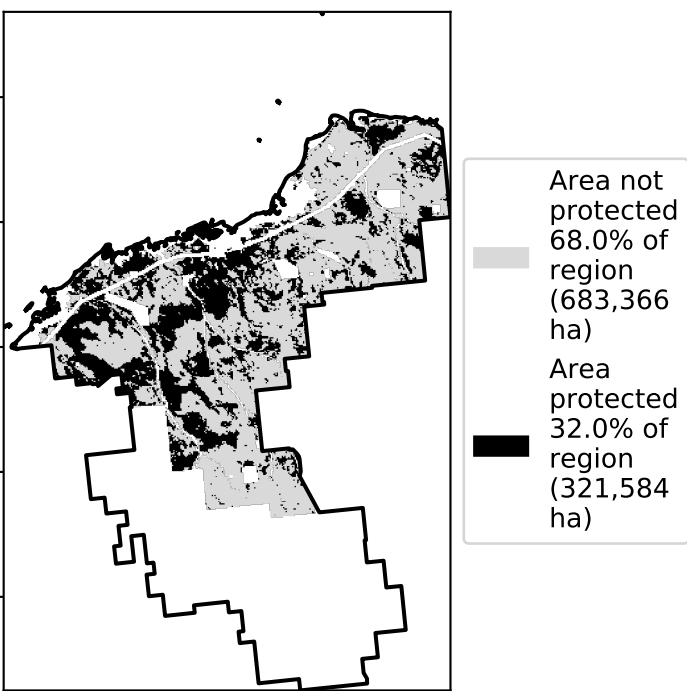 Area not
protected
68.0% of
region
(683,366
ha)
Area
protected
32.0% of
region
(321,584
ha)